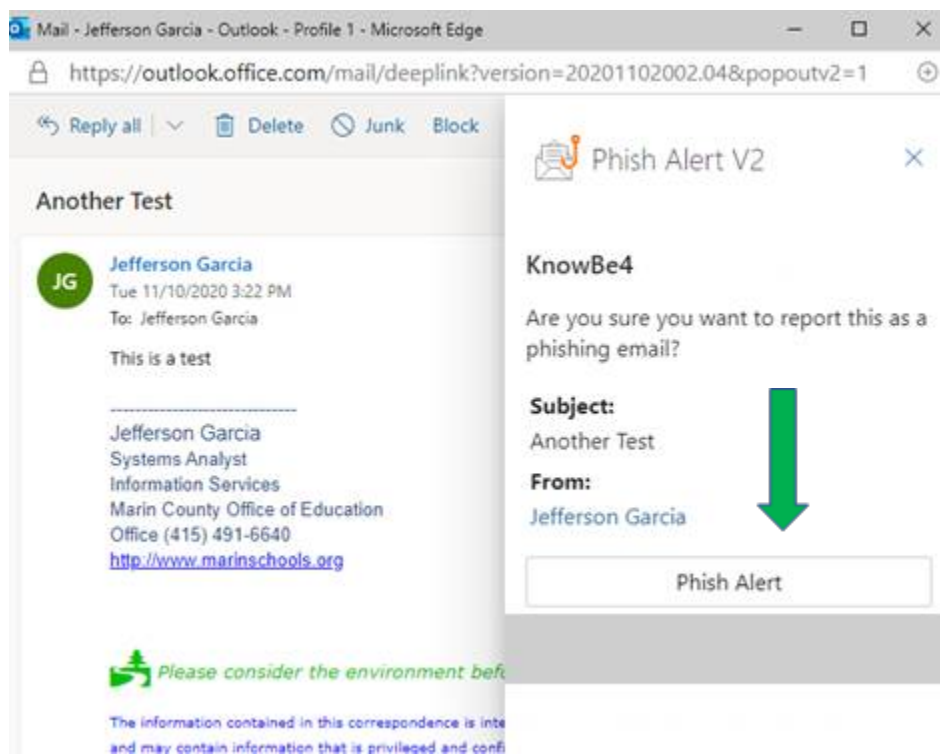 Mail - Jefferson Garcia - Outlook - Profile 1 - Microsoft Edge
https://outlook.office.com/mail/deeplink?version=20201102002.04&popoutv2=1
Reply all Delete Junk Block
Another Test
JG
Jefferson Garcia
Tue 11/10/2020 3:22 PM
To: Jefferson Garcia
This is a test
------------------------------
Jefferson Garcia
Systems Analyst
Information Services
Marin County Office of Education
Office (415) 491-6640
http://www.marinschools.org
Please consider the environment befo
The information contained in this correspondence is inte
and may contain information that is privileged and confi
Phish Alert V2
KnowBe4
Are you sure you want to report this as a
phishing email?
Subject:
Another Test
From:
Jefferson Garcia
Phish Alert